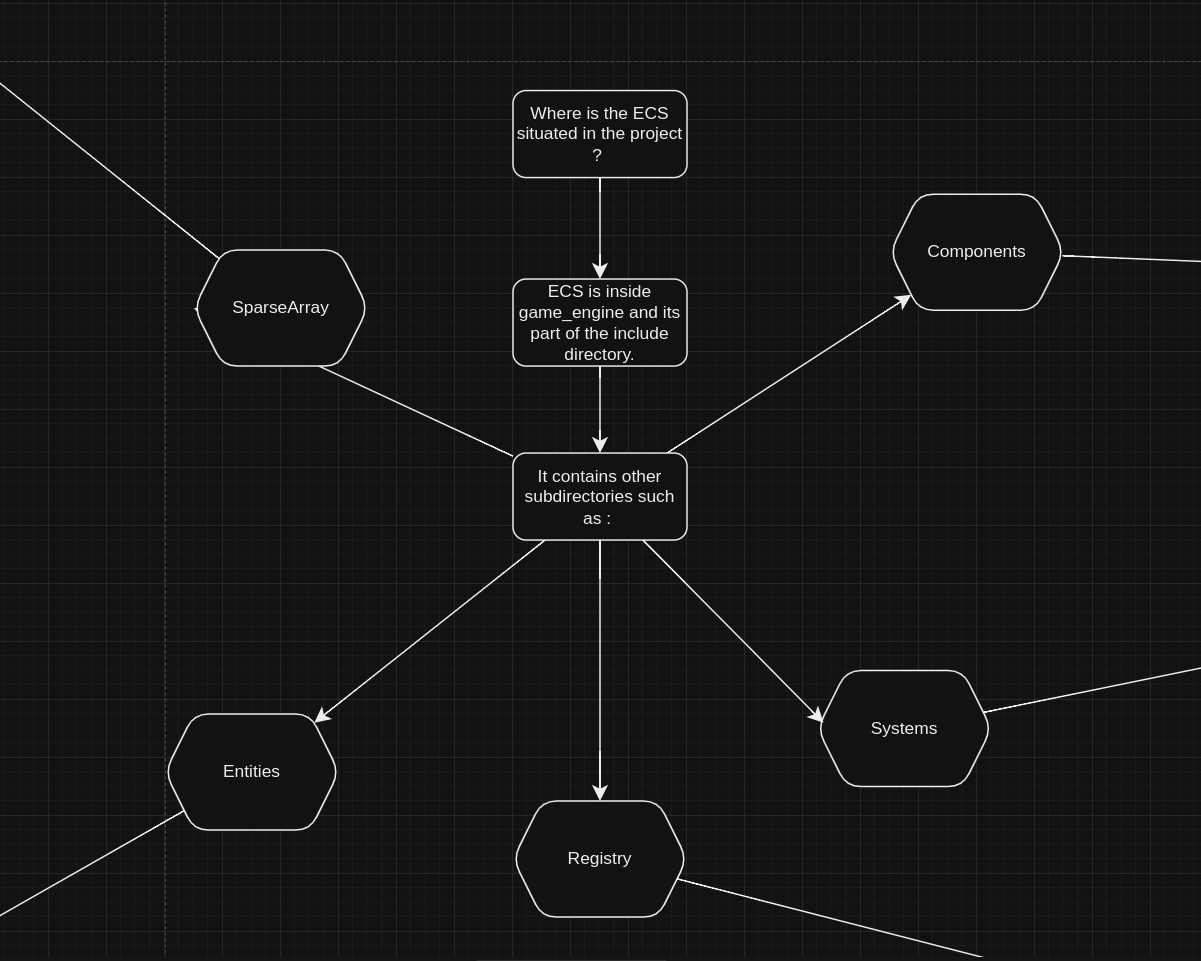 Where is the ECS
situated in the project
?
Components
ECS is inside
game_engine and its
part of the include
directory.
SparseArray
It contains other
subdirectories such
as :
Systems
Entities
Registry